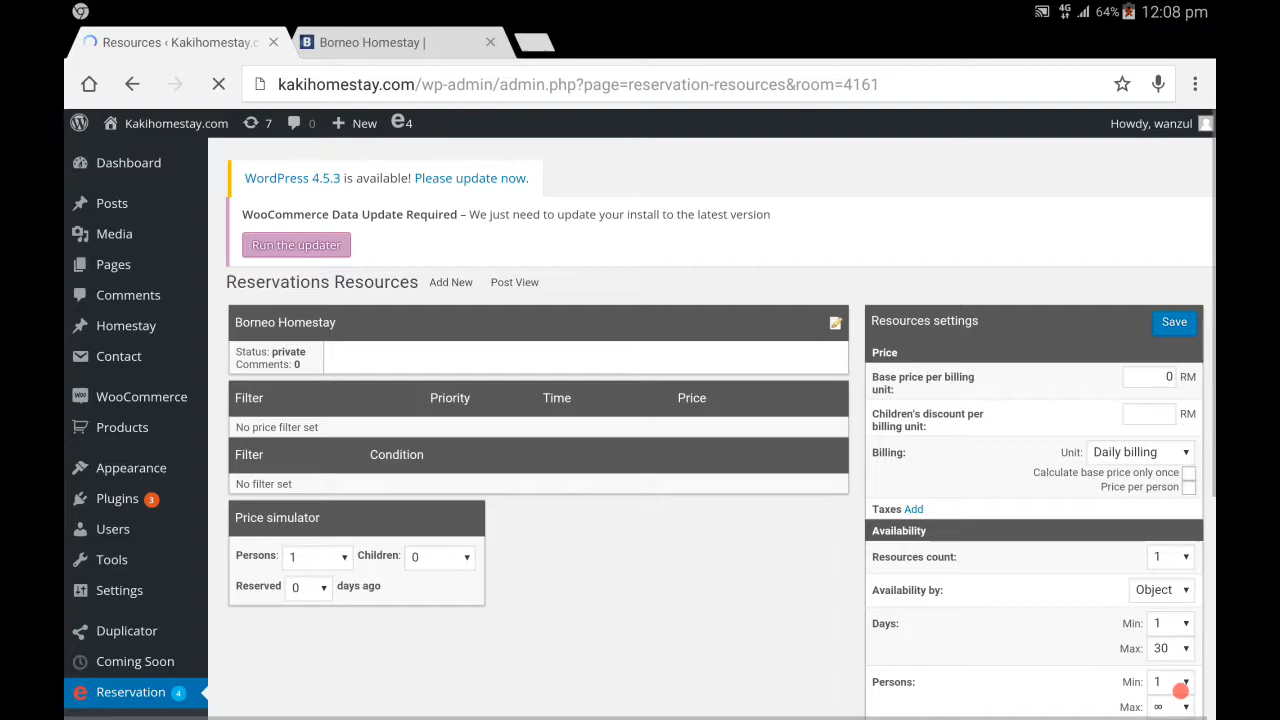 4G 64% 12:08 pm
Resources ‹ Kakihomestay.c
Borneo Homestay |
kakihomestay.com/wp-admin/admin.php?page=reservation-resources&room=4161
Kakihomestay.com 7 0 New 4 Howdy, wanzul
Dashboard
Posts
Media
Pages
Comments
Homestay
Contact
WooCommerce
Products
Appearance
Plugins 3
Users
Tools
Settings
Duplicator
Coming Soon
Reservation 4
WordPress 4.5.3 is available! Please update now.
WooCommerce Data Update Required – We just need to update your install to the latest version
Run the updater
Reservations Resources Add New Post View
Borneo Homestay
Status: private
Comments: 0
Filter Priority Time Price
No price filter set
Filter Condition
No filter set
Price simulator
Persons: 1 Children: 0
Reserved 0 days ago
Resources settings Save
Price
Base price per billing
unit: 0 RM
Children's discount per
billing unit: RM
Billing: Unit: Daily billing
Calculate base price only once
Price per person
Taxes Add
Availability
Resources count: 1
Availability by: Object
Days: Min: 1
Max: 30
Persons: Min: 1
Max: ∞